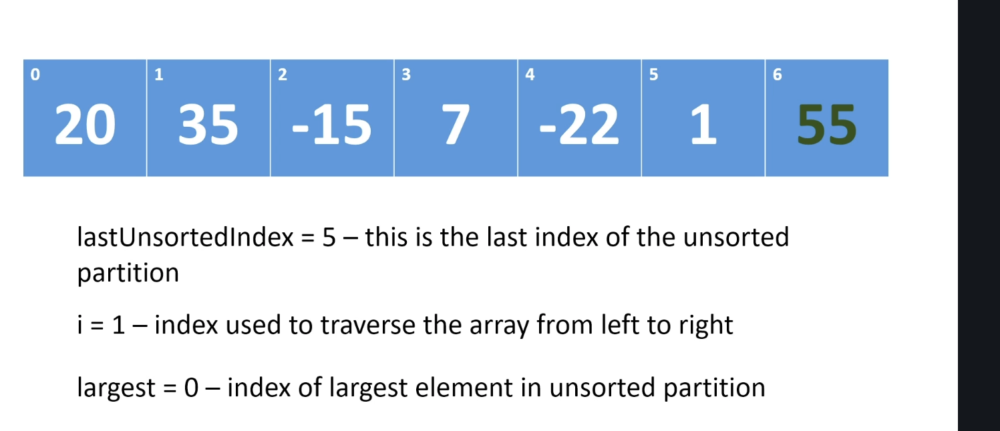 0 1 2 3 4 5 6
20 35 -15 7 -22 1 55
lastUnsortedIndex = 5 – this is the last index of the unsorted
partition
i = 1 – index used to traverse the array from left to right
largest = 0 – index of largest element in unsorted partition